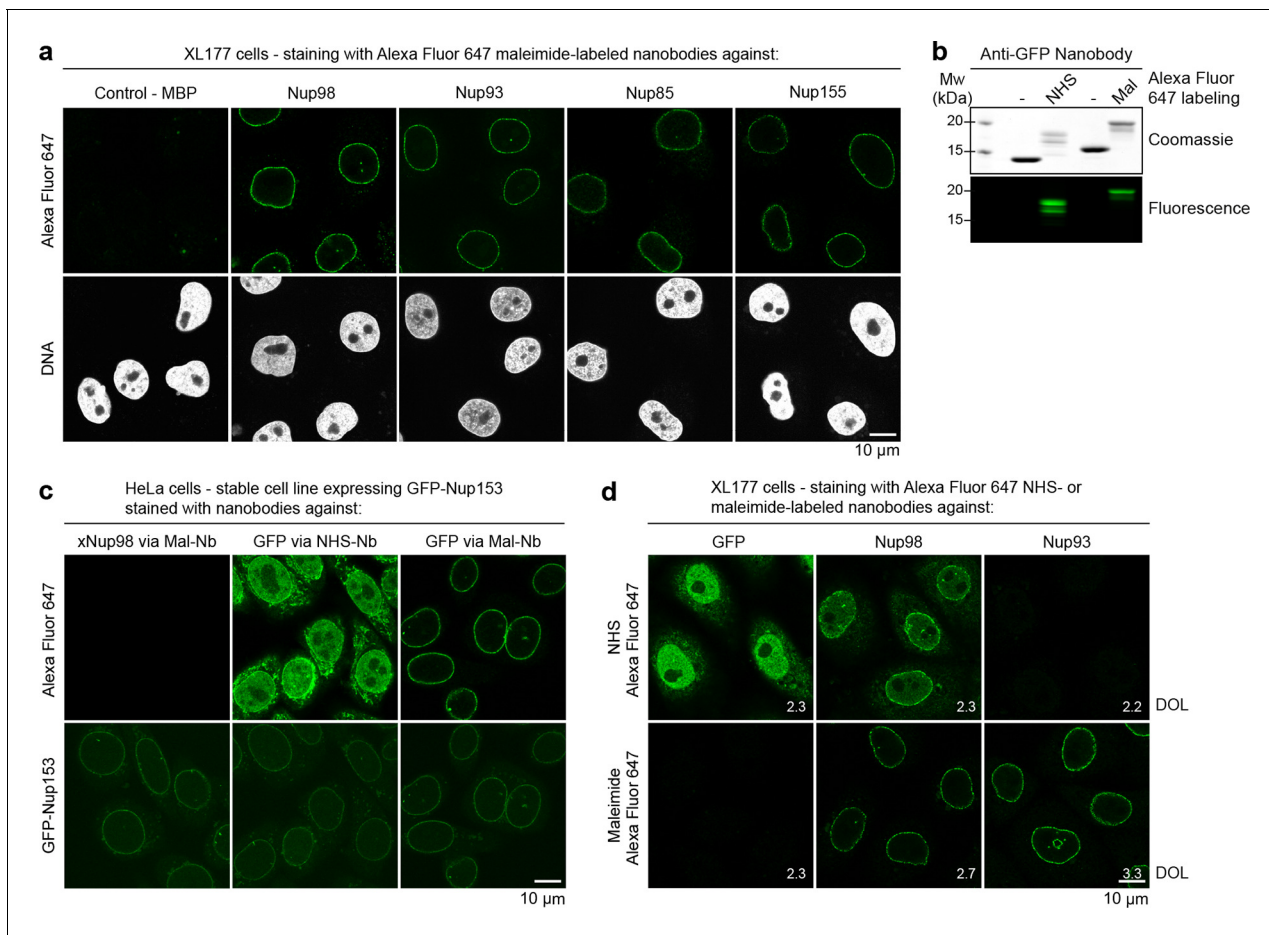 a
XL177 cells - staining with Alexa Fluor 647 maleimide-labeled nanobodies against:
Control - MBP
Nup98
Nup93
Nup85
Nup155
Alexa Fluor 647
DNA
10 µm
b
Anti-GFP Nanobody
Mw
(kDa)
- NHS - Mal
Alexa Fluor
647 labeling
20
15
Coomassie
20
15
Fluorescence
c
HeLa cells - stable cell line expressing GFP-Nup153
stained with nanobodies against:
xNup98 via Mal-Nb
GFP via NHS-Nb
GFP via Mal-Nb
Alexa Fluor 647
GFP-Nup153
10 µm
d
XL177 cells - staining with Alexa Fluor 647 NHS- or
maleimide-labeled nanobodies against:
GFP
Nup98
Nup93
NHS
Alexa Fluor 647
2.3
2.3
2.2
DOL
Maleimide
Alexa Fluor 647
2.3
2.7
3.3
DOL
10 µm